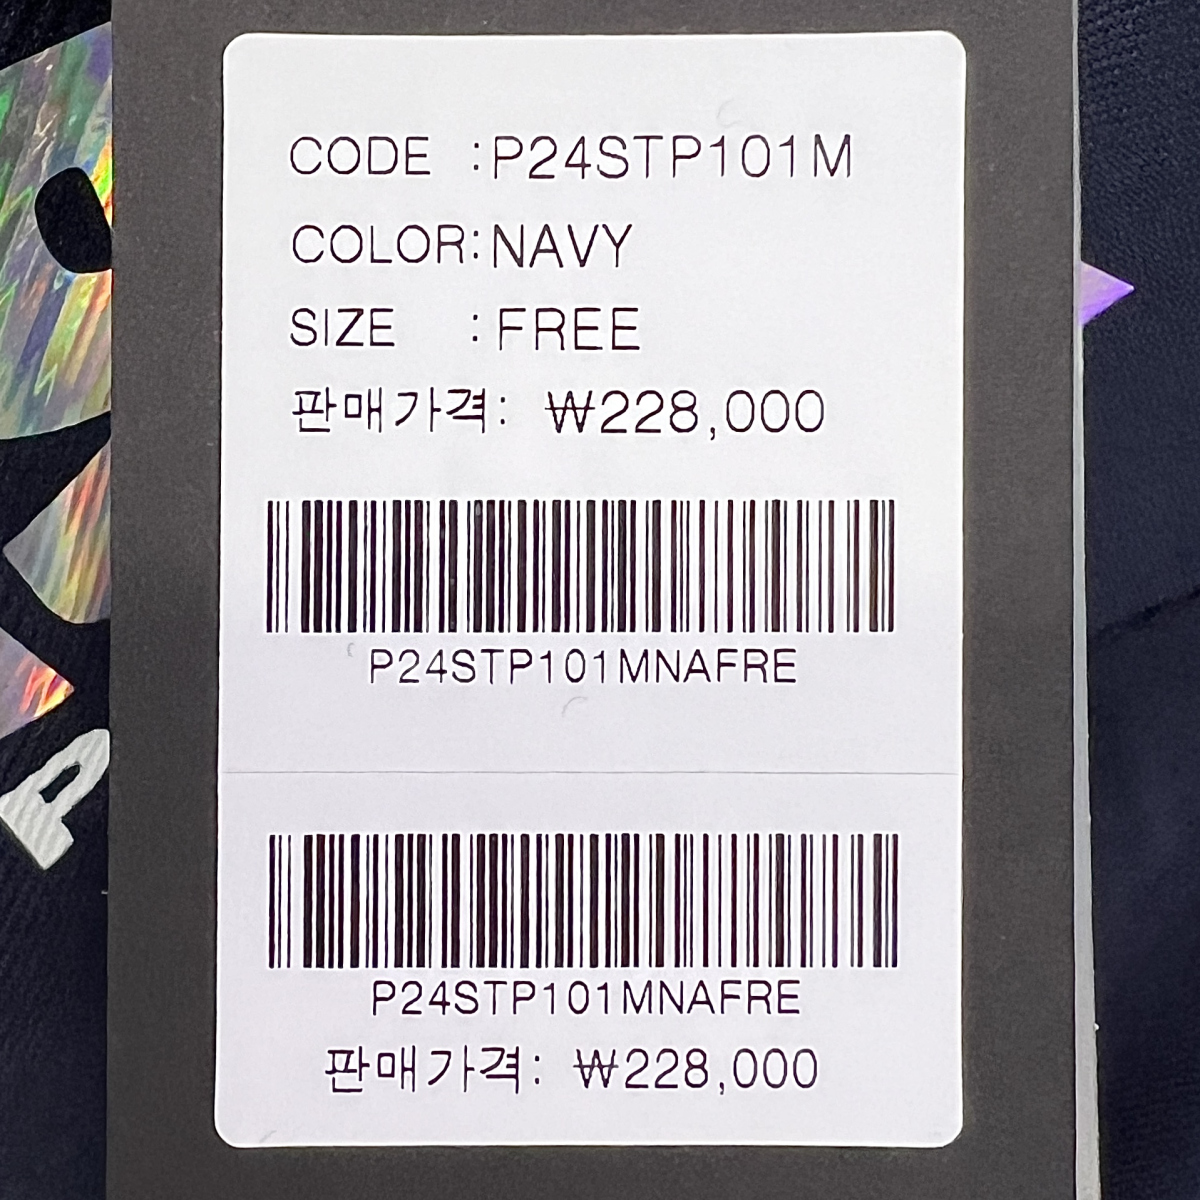 CODE :P24STP101M
COLOR:NAVY
SIZE :FREE
판매가격: ₩228,000
P24STP101MNAFRE
P24STP101MNAFRE
판매가격: ₩228,000
P